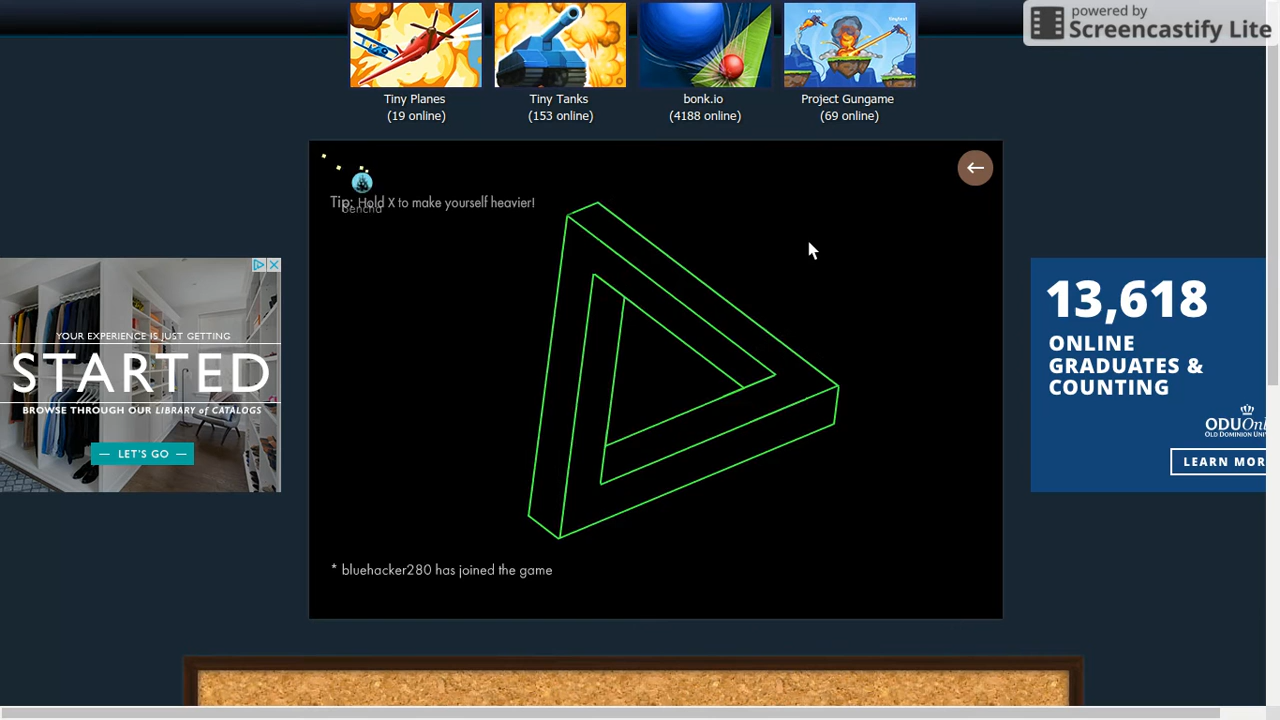 powered by
Screencastify Lite
Tiny Planes
(19 online)
Tiny Tanks
(153 online)
bonk.io
(4188 online)
Project Gungame
(69 online)
Tip: Hold X to make yourself heavier!
* bluehacker280 has joined the game
YOUR EXPERIENCE IS JUST GETTING
STARTED
BROWSE THROUGH OUR LIBRARY of CATALOGS
— LET'S GO —
13,618
ONLINE
GRADUATES &
COUNTING
ODUOnl
OLD DOMINION UNI
LEARN MOR